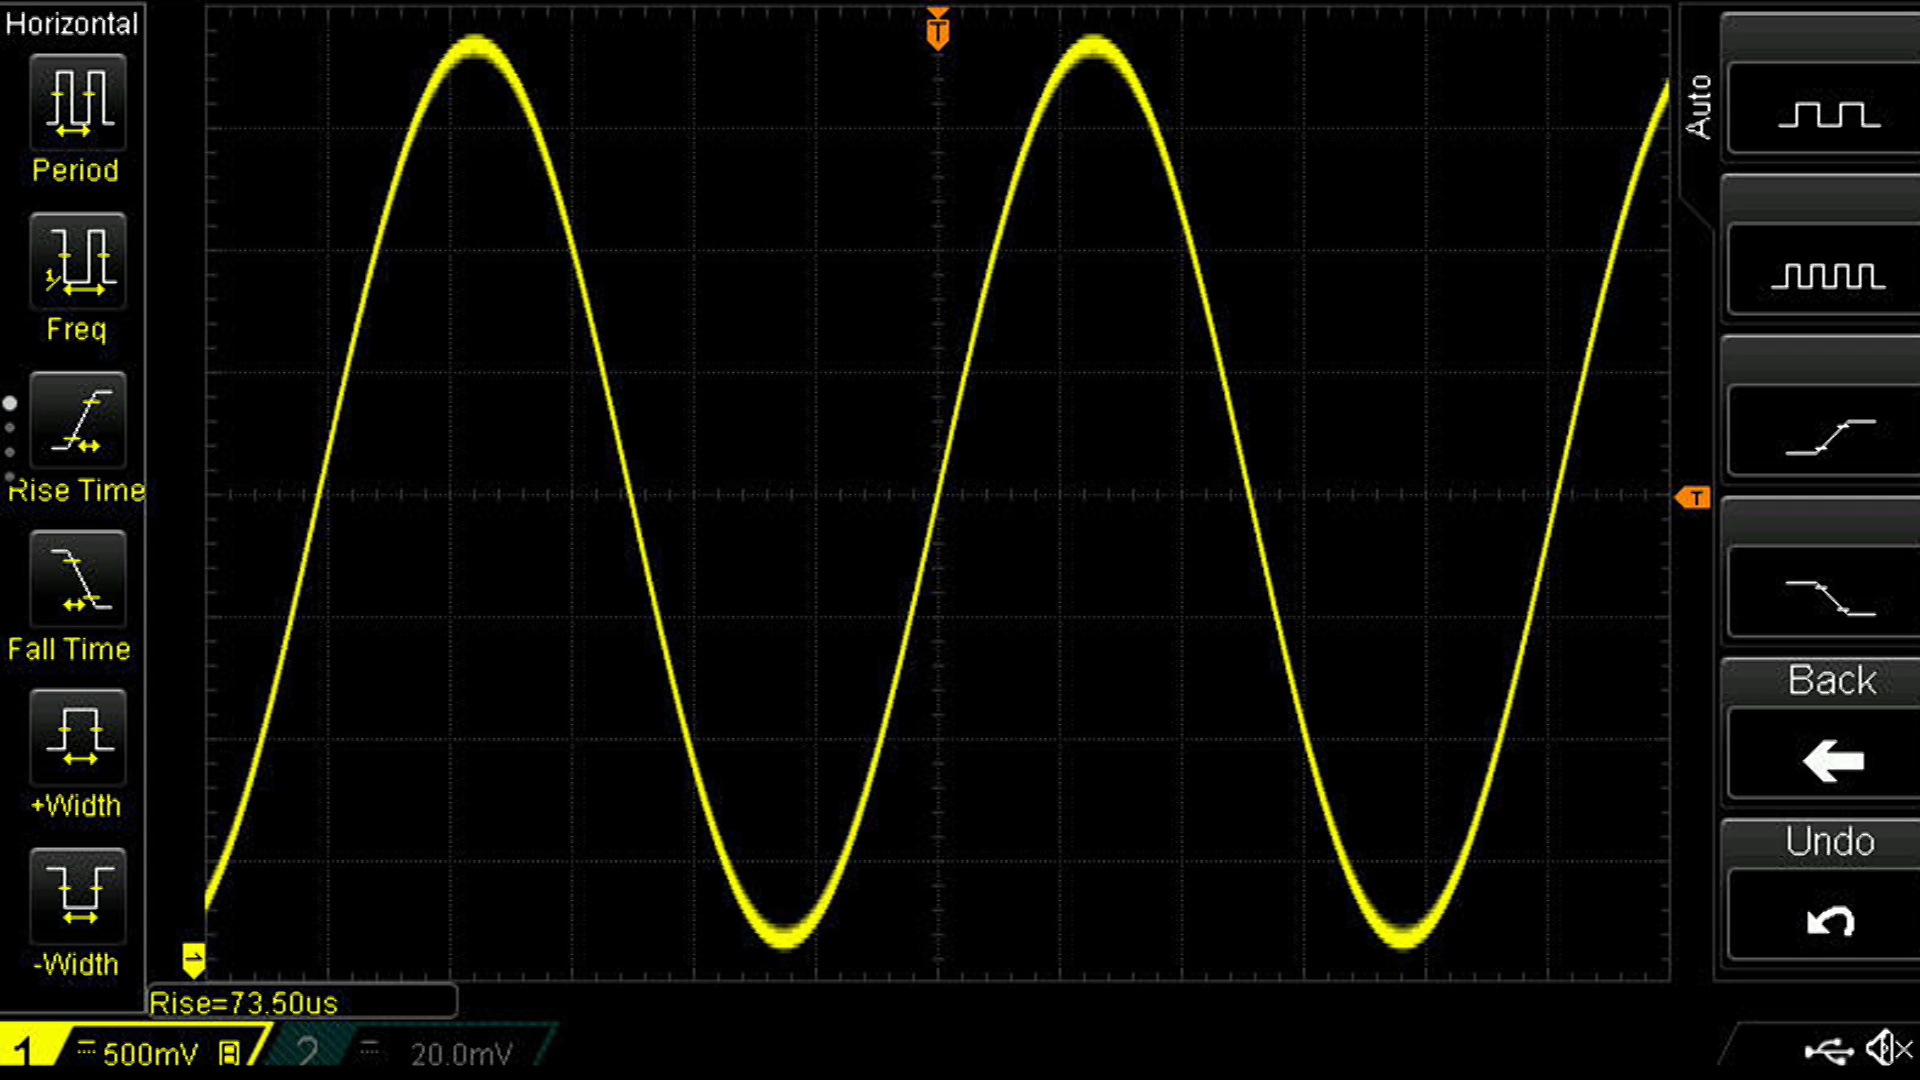 Horizontal
Period
Freq
Rise Time
Fall Time
+Width
-Width
T
T
Auto
Back
Undo
Rise=73.50us
1 500mV B
2 20.0mV